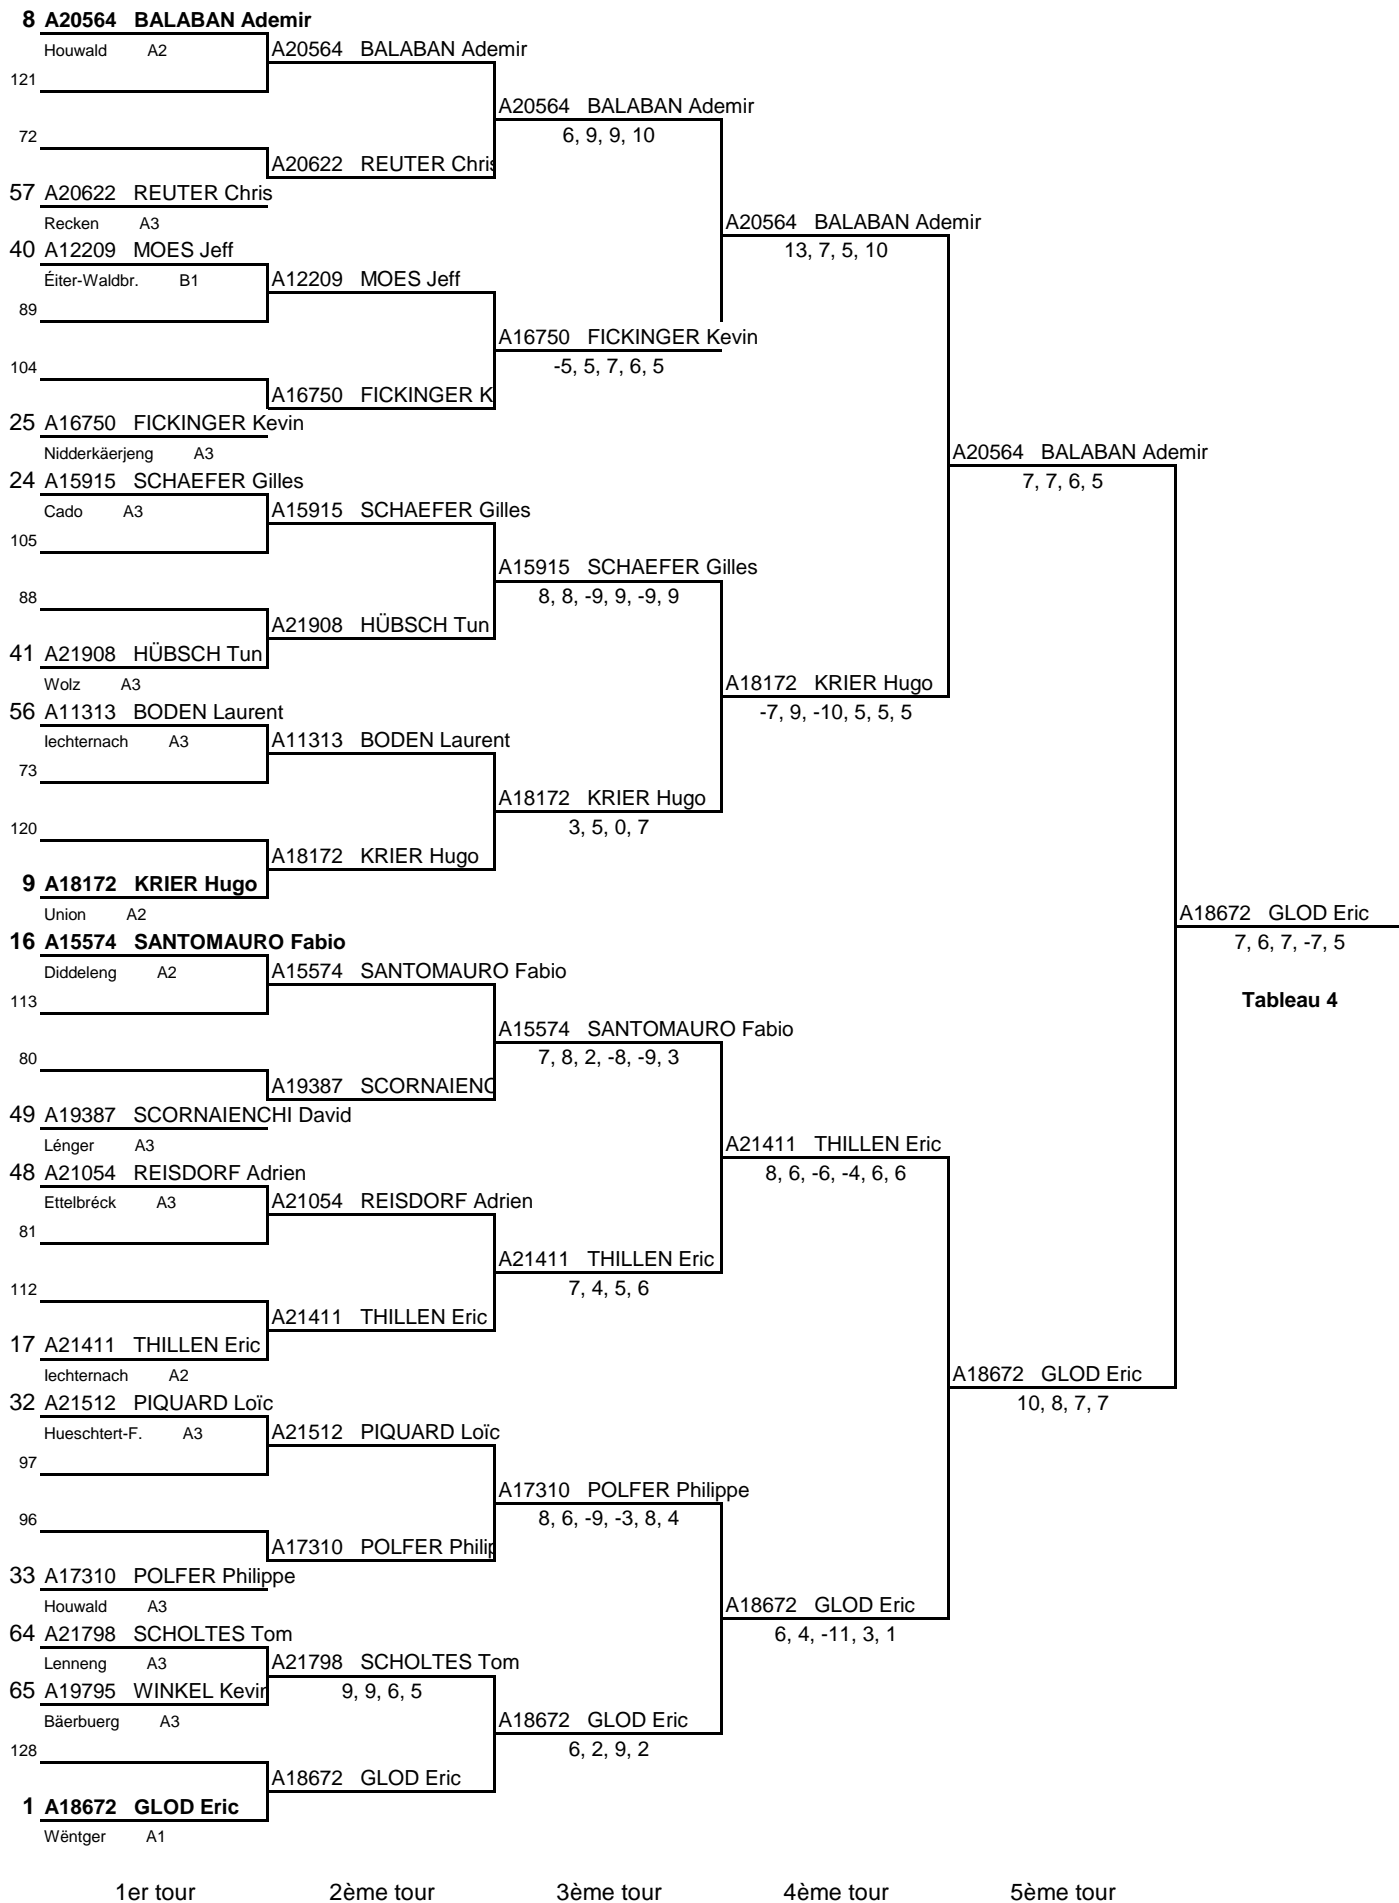 8 A20564 BALABAN Ademir
Houwald A2 A20564 BALABAN Ademir
121
A20564 BALABAN Ademir
72 6, 9, 9, 10
A20622 REUTER Chris
57 A20622 REUTER Chris
Recken A3 A20564 BALABAN Ademir
40 A12209 MOES Jeff 13, 7, 5, 10
Éiter-Waldbr. B1 A12209 MOES Jeff
89
A16750 FICKINGER Kevin
104 -5, 5, 7, 6, 5
A16750 FICKINGER K
25 A16750 FICKINGER Kevin
Nidderkäerjeng A3 A20564 BALABAN Ademir
24 A15915 SCHAEFER Gilles 7, 7, 6, 5
Cado A3 A15915 SCHAEFER Gilles
105
A15915 SCHAEFER Gilles
88 8, 8, -9, 9, -9, 9
A21908 HÜBSCH Tun
41 A21908 HÜBSCH Tun
Wolz A3 A18172 KRIER Hugo
56 A11313 BODEN Laurent -7, 9, -10, 5, 5, 5
Iechternach A3 A11313 BODEN Laurent
73
A18172 KRIER Hugo
120 3, 5, 0, 7
A18172 KRIER Hugo
9 A18172 KRIER Hugo
Union A2 A18672 GLOD Eric
16 A15574 SANTOMAURO Fabio 7, 6, 7, -7, 5
Diddeleng A2 A15574 SANTOMAURO Fabio
113 Tableau 4
A15574 SANTOMAURO Fabio
80 7, 8, 2, -8, -9, 3
A19387 SCORNAIENC
49 A19387 SCORNAIENCHI David
Lénger A3 A21411 THILLEN Eric
48 A21054 REISDORF Adrien 8, 6, -6, -4, 6, 6
Ettelbréck A3 A21054 REISDORF Adrien
81
A21411 THILLEN Eric
112 7, 4, 5, 6
A21411 THILLEN Eric
17 A21411 THILLEN Eric
Iechternach A2 A18672 GLOD Eric
32 A21512 PIQUARD Loïc 10, 8, 7, 7
Hueschtert-F. A3 A21512 PIQUARD Loïc
97
A17310 POLFER Philippe
96 8, 6, -9, -3, 8, 4
A17310 POLFER Philip
33 A17310 POLFER Philippe
Houwald A3 A18672 GLOD Eric
64 A21798 SCHOLTES Tom 6, 4, -11, 3, 1
Lenneng A3 A21798 SCHOLTES Tom
65 A19795 WINKEL Kevin 9, 9, 6, 5
Bäerbuerg A3 A18672 GLOD Eric
128 6, 2, 9, 2
A18672 GLOD Eric
1 A18672 GLOD Eric
Wëntger A1
1er tour 2ème tour 3ème tour 4ème tour 5ème tour